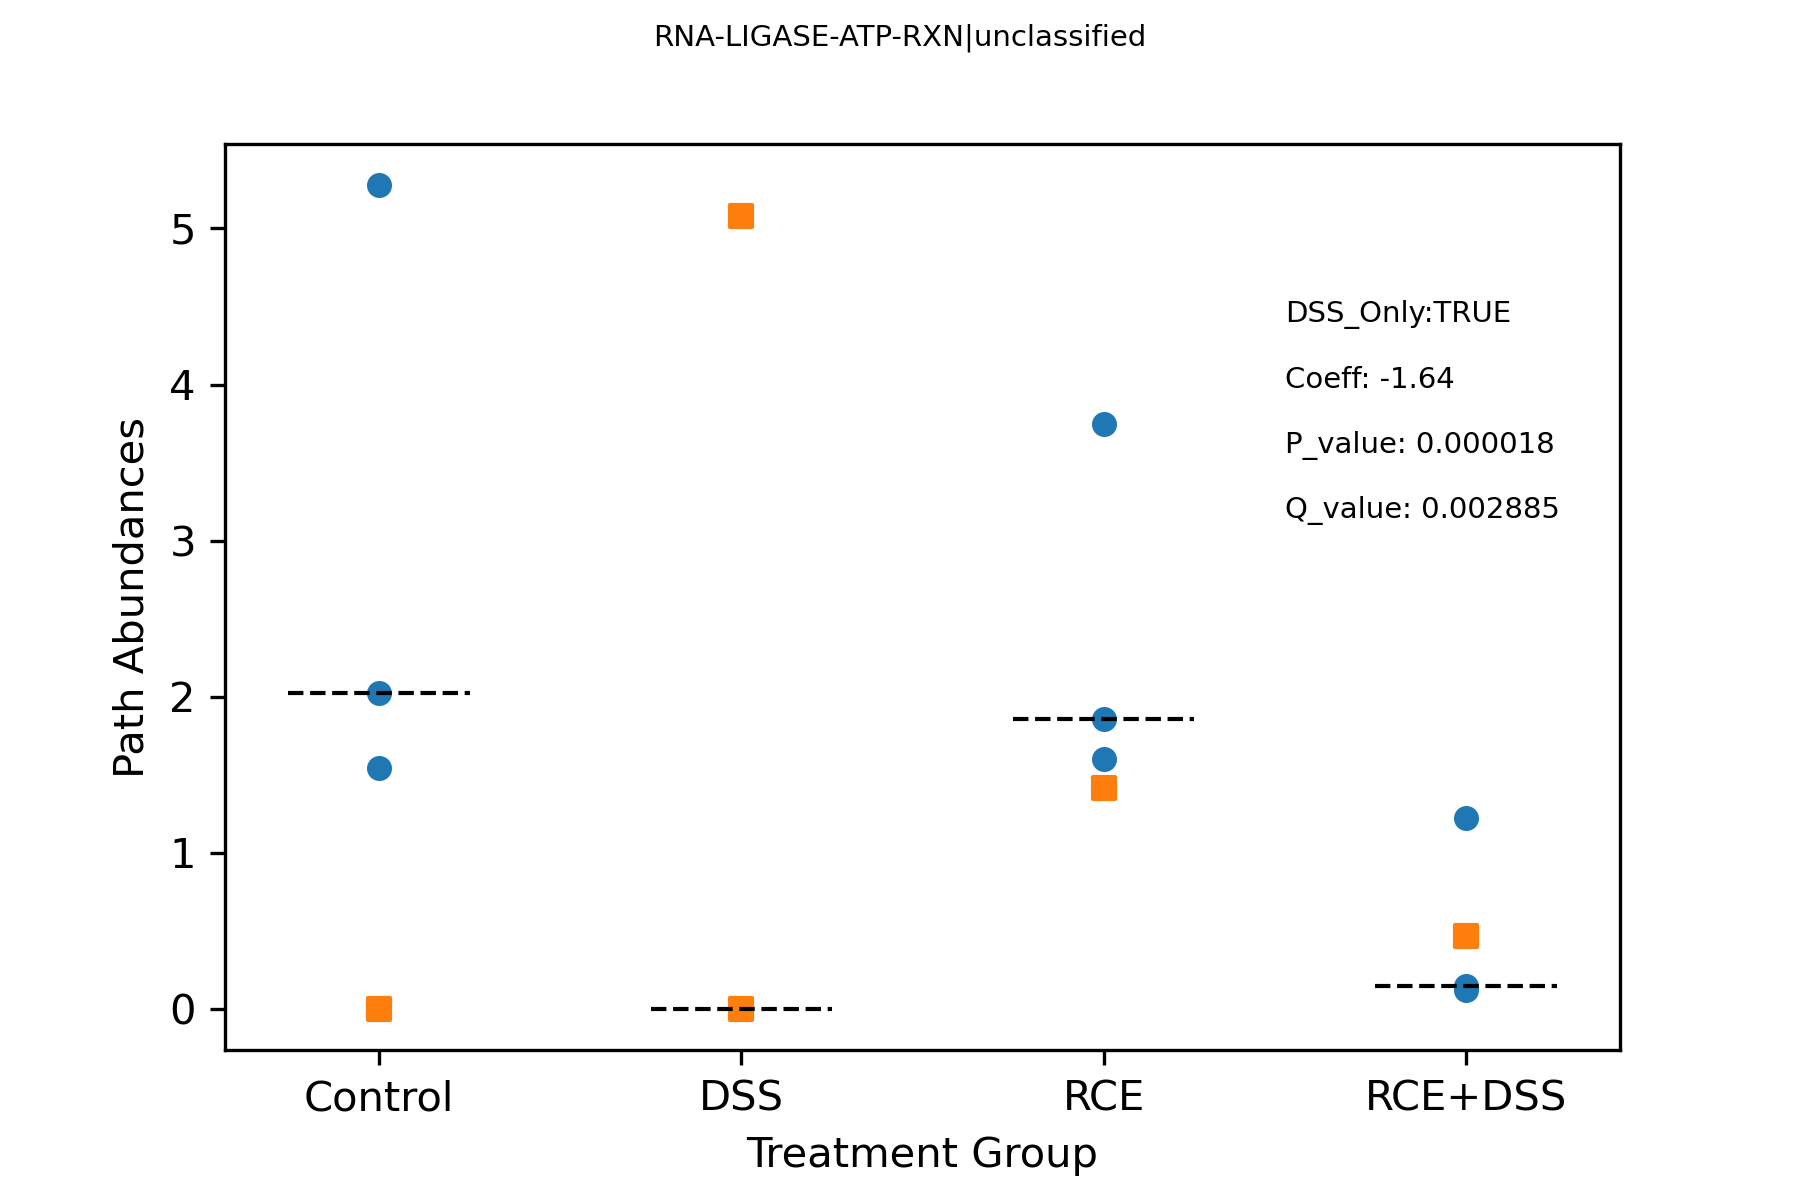 RNA-LIGASE-ATP-RXN|unclassified
5
4
3
2
1
0
Path Abundances
DSS_Only:TRUE
Coeff: -1.64
P_value: 0.000018
Q_value: 0.002885
Control
DSS
RCE
RCE+DSS
Treatment Group